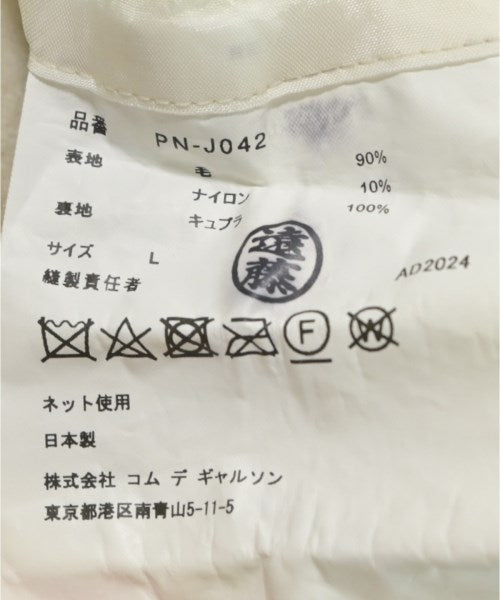 品番 PN-J042
表地 毛 90%
ナイロン 10%
裏地 キュプラ 100%
サイズ L
縫製責任者 遠藤
AD2024
F W
ネット使用
日本製
株式会社 コム デ ギャルソン
東京都港区南青山5-11-5